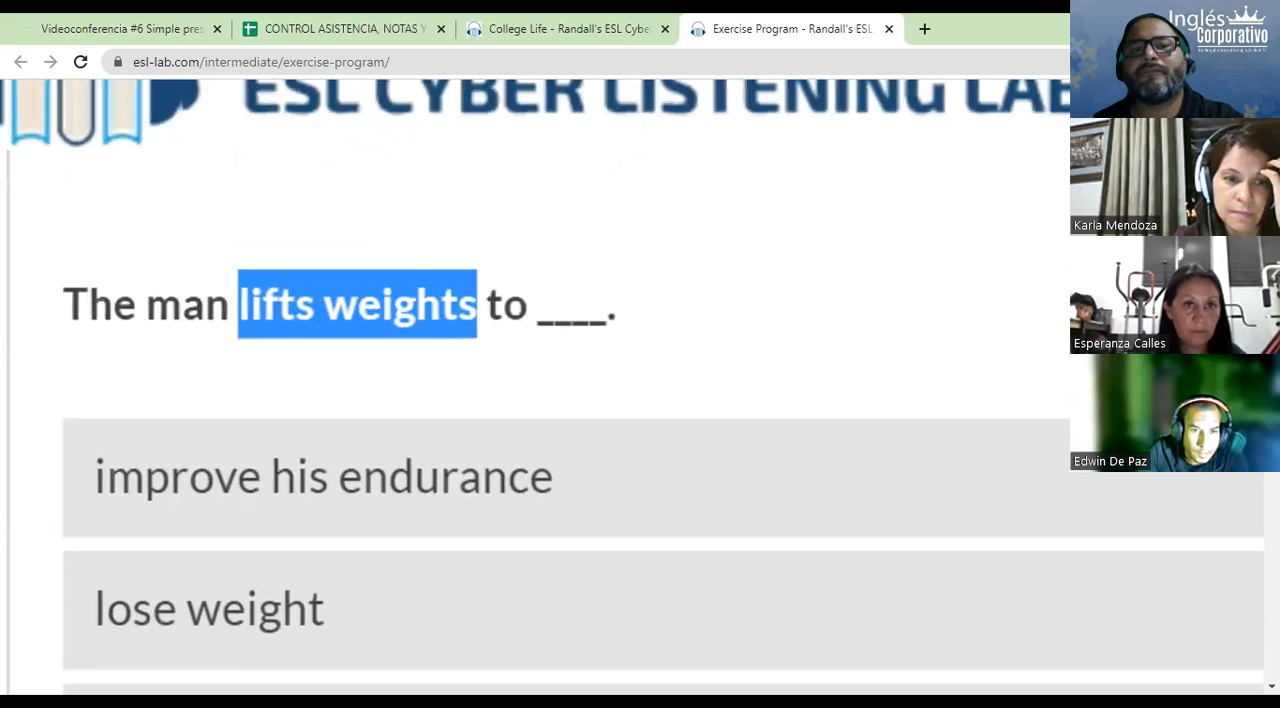 Videoconferencia #6 Simple pres
CONTROL ASISTENCIA, NOTAS Y
College Life - Randall's ESL Cybe
Exercise Program - Randall's ESL
esl-lab.com/intermediate/exercise-program/
Inglés
Corporativo
ESL CYBER LISTENING LAB
The man lifts weights to ____.
improve his endurance
lose weight
Karla Mendoza
Esperanza Calles
Edwin De Paz